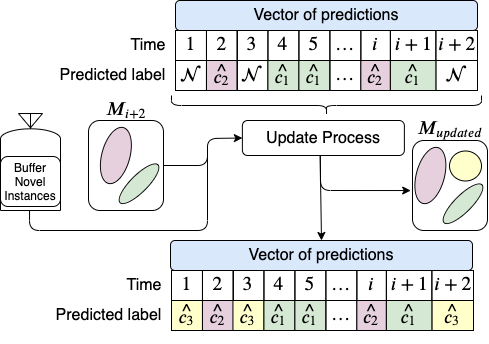 Vector of predictions
Time 1 2 3 4 5 ... i i + 1 i + 2
Predicted label 𝒩 ĉ₂ 𝒩 ĉ₁ ĉ₁ ... ĉ₂ ĉ₁ 𝒩
M_{i+2}
Update Process
M_{updated}
Buffer
Novel
Instances
Vector of predictions
Time 1 2 3 4 5 ... i i + 1 i + 2
Predicted label ĉ₃ ĉ₂ ĉ₃ ĉ₁ ĉ₁ ... ĉ₂ ĉ₁ ĉ₃